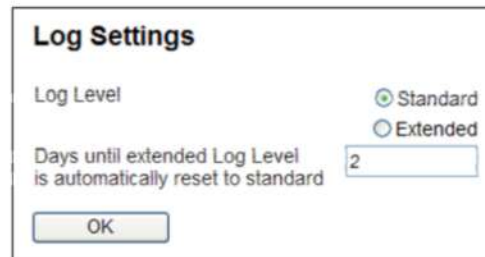 Log Settings
Log Level
Standard
Extended
Days until extended Log Level
is automatically reset to standard
2
OK